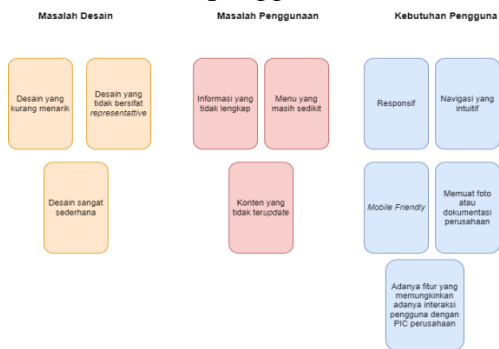 Masalah Desain
Masalah Penggunaan
Kebutuhan Pengguna
Desain yang
kurang menarik
Desain yang
tidak bersifat
representattive
Desain sangat
sederhana
Informasi yang
tidak lengkap
Menu yang
masih sedikit
Konten yang
tidak terupdate
Responsif
Navigasi yang
intuitif
Mobile Friendly
Memuat foto
atau
dokumentasi
perusahaan
Adanya fitur yang
memungkinkan
adanya interaksi
pengguna dengan
PIC perusahaan